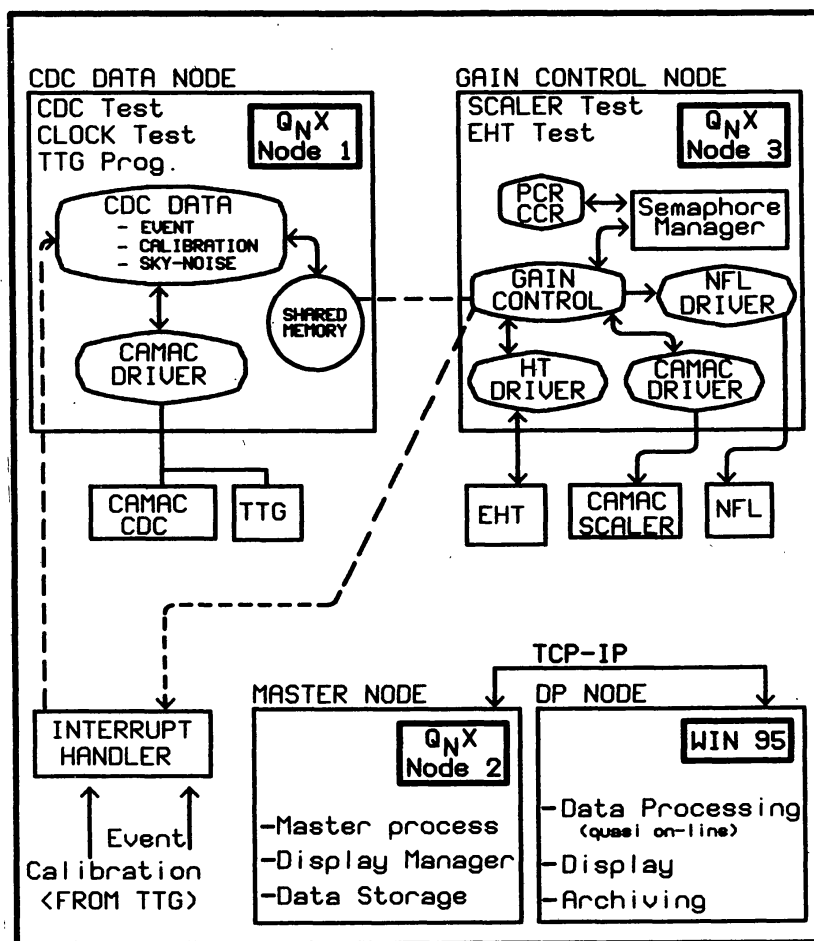 CDC DATA NODE
CDC Test
CLOCK Test
TTG Prog.
QNX
Node 1
CDC DATA
- EVENT
- CALIBRATION
- SKY-NOISE
SHARED
MEMORY
CAMAC
DRIVER
CAMAC
CDC
TTG
GAIN CONTROL NODE
SCALER Test
EHT Test
QNX
Node 3
PCR
CCR
Semaphore
Manager
GAIN
CONTROL
NFL
DRIVER
HT
DRIVER
CAMAC
DRIVER
EHT
CAMAC
SCALER
NFL
INTERRUPT
HANDLER
Event
Calibration
<FROM TTG>
TCP-IP
MASTER NODE
QNX
Node 2
-Master process
-Display Manager
-Data Storage
DP NODE
WIN 95
-Data Processing
(quasi on-line)
-Display
-Archiving